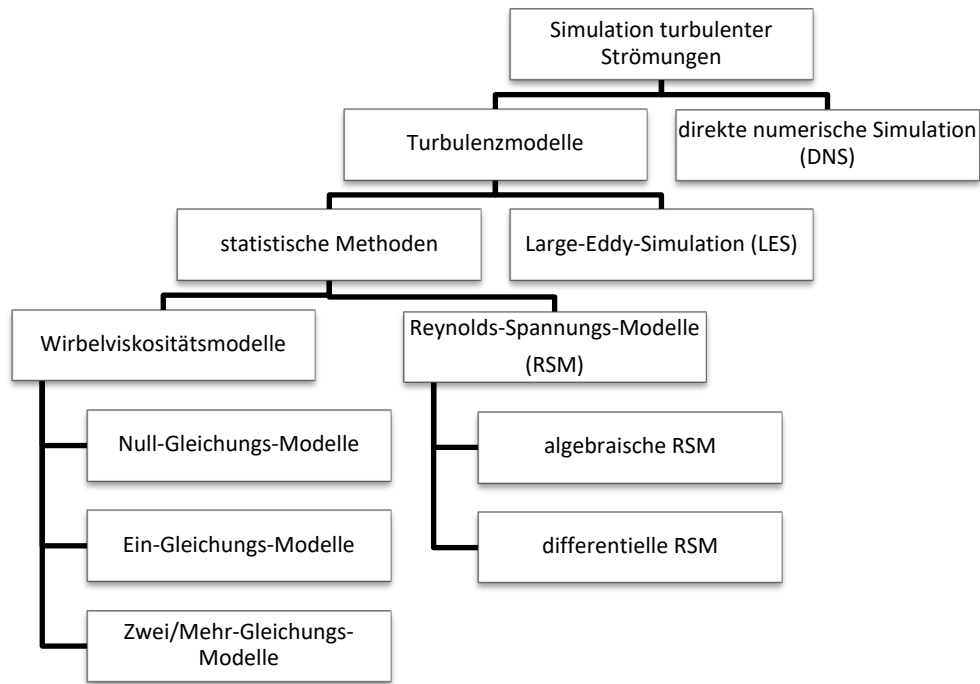 Simulation turbulenter
Strömungen
Turbulenzmodelle
direkte numerische Simulation
(DNS)
statistische Methoden
Large-Eddy-Simulation (LES)
Wirbelviskositätsmodelle
Reynolds-Spannungs-Modelle
(RSM)
Null-Gleichungs-Modelle
Ein-Gleichungs-Modelle
Zwei/Mehr-Gleichungs-
Modelle
algebraische RSM
differentielle RSM